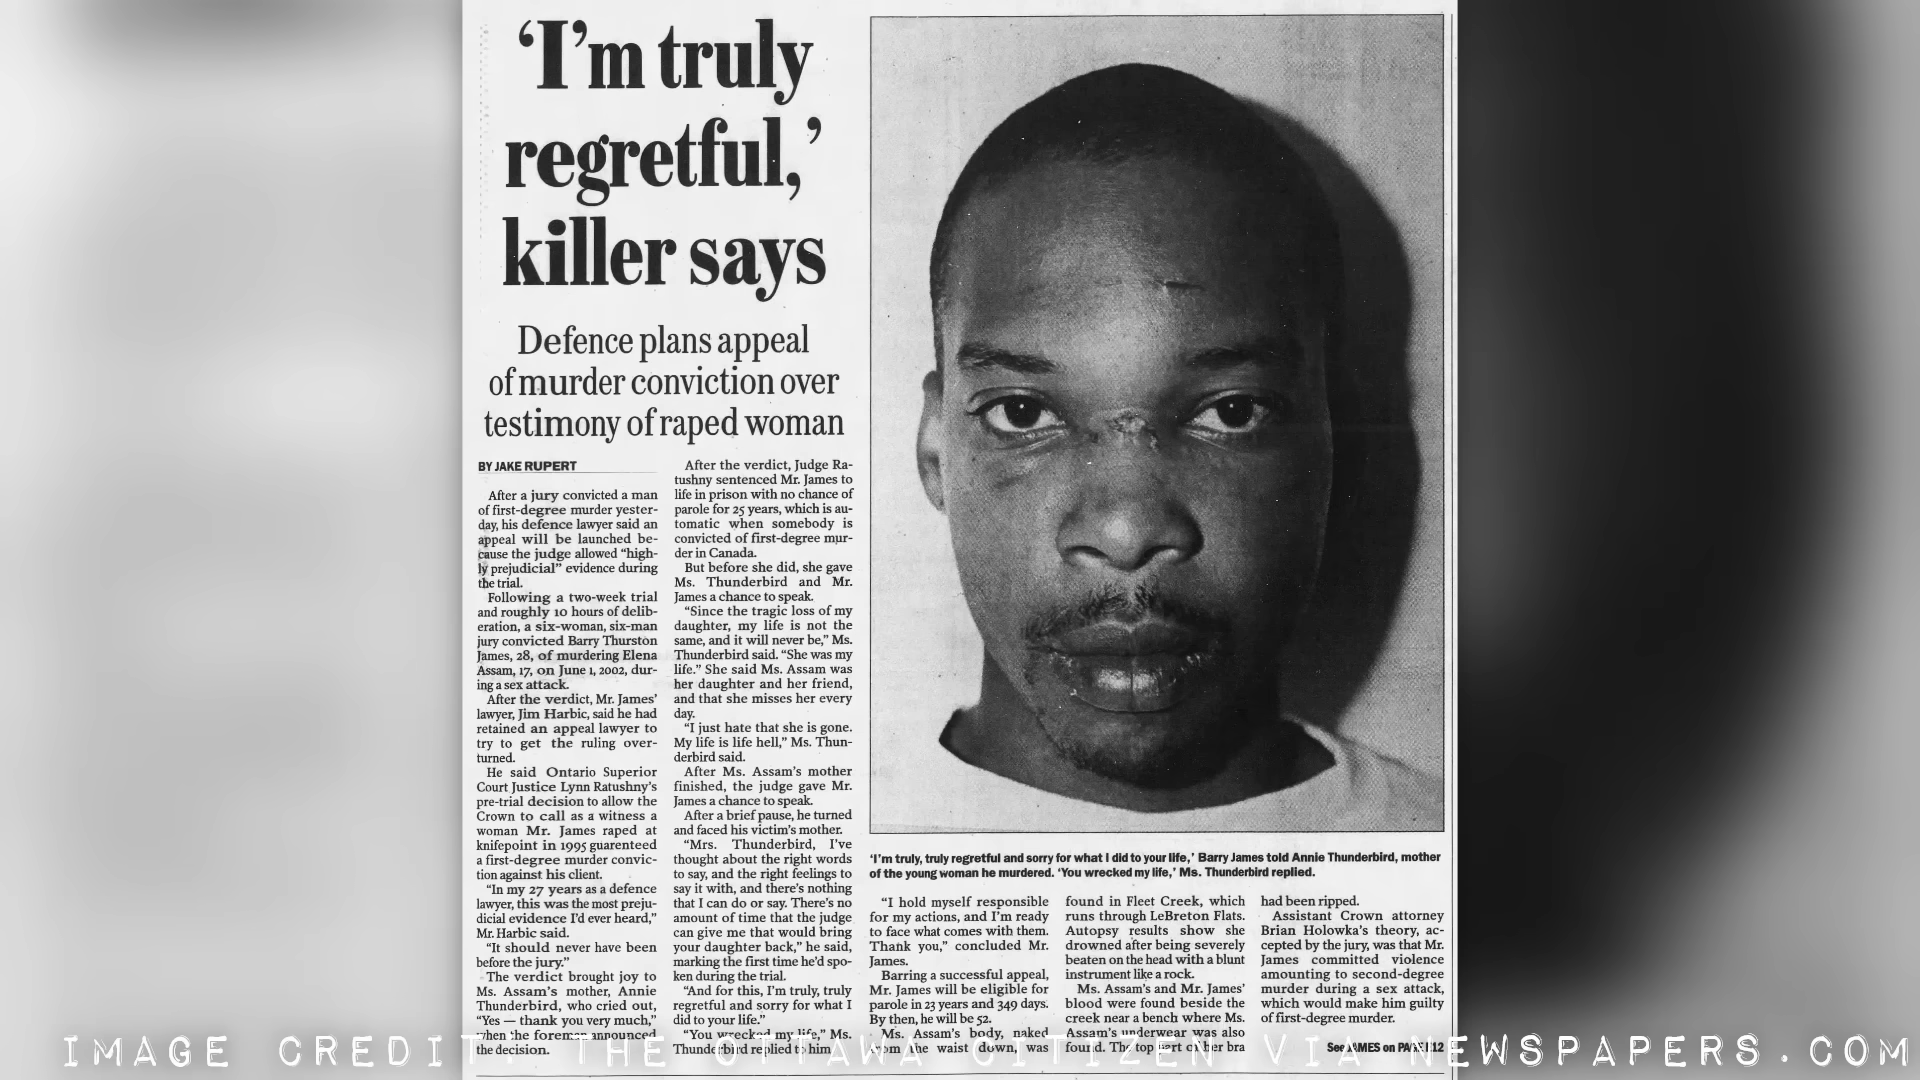 ‘I’m truly
regretful,’
killer says
Defence plans appeal
of murder conviction over
testimony of raped woman
BY JAKE RUPERT
After a jury convicted a man
of first-degree murder yester-
day, his defence lawyer said an
appeal will be launched be-
cause the judge allowed “high-
ly prejudicial” evidence during
the trial.
Following a two-week trial
and roughly 10 hours of delib-
eration, a six-woman, six-man
jury convicted Barry Thurston
James, 28, of murdering Elena
Assam, 17, on June 1, 2002, dur-
ing a sex attack.
After the verdict, Mr. James’
lawyer, Jim Harbic, said he had
retained an appeal lawyer to
try to get the ruling over-
turned.
He said Ontario Superior
Court Justice Lynn Ratushny’s
pre-trial decision to allow the
Crown to call as a witness a
woman Mr. James raped at
knifepoint in 1995 guarenteed
a first-degree murder convic-
tion against his client.
“In my 27 years as a defence
lawyer, this was the most preju-
dicial evidence I’d ever heard,”
Mr. Harbic said.
“It should never have been
before the jury.”
The verdict brought joy to
Ms. Assam’s mother, Annie
Thunderbird, who cried out,
“Yes — thank you very much,”
when the foreman announced
the decision.
After the verdict, Judge Ra-
tushny sentenced Mr. James to
life in prison with no chance of
parole for 25 years, which is au-
tomatic when somebody is
convicted of first-degree mur-
der in Canada.
But before she did, she gave
Ms. Thunderbird and Mr.
James a chance to speak.
“Since the tragic loss of my
daughter, my life is not the
same, and it will never be,” Ms.
Thunderbird said. “She was my
life.” She said Ms. Assam was
her daughter and her friend,
and that she misses her every
day.
“I just hate that she is gone.
My life is life hell,” Ms. Thun-
derbird said.
After Ms. Assam’s mother
finished, the judge gave Mr.
James a chance to speak.
After a brief pause, he turned
and faced his victim’s mother.
“Mrs. Thunderbird, I’ve
thought about the right words
to say, and the right feelings to
say it with, and there’s nothing
that I can do or say. There’s no
amount of time that the judge
can give me that would bring
your daughter back,” he said,
marking the first time he’d spo-
ken during the trial.
“And for this, I’m truly, truly
regretful and sorry for what I
did to your life.”
“You wrecked my life,” Ms.
Thunderbird replied to him
‘I’m truly, truly regretful and sorry for what I did to your life,’ Barry James told Annie Thunderbird, mother
of the young woman he murdered. ‘You wrecked my life,’ Ms. Thunderbird replied.
“I hold myself responsible
for my actions, and I’m ready
to face what comes with them.
Thank you,” concluded Mr.
James.
Barring a successful appeal,
Mr. James will be eligible for
parole in 23 years and 349 days.
By then, he will be 52.
Ms. Assam’s body, naked
from the waist down, was
found in Fleet Creek, which
runs through LeBreton Flats.
Autopsy results show she
drowned after being severely
beaten on the head with a blunt
instrument like a rock.
Ms. Assam’s and Mr. James’
blood were found beside the
creek near a bench where Ms.
Assam’s underwear was also
found. The top part of her bra
had been ripped.
Assistant Crown attorney
Brian Holowka’s theory, ac-
cepted by the jury, was that Mr.
James committed violence
amounting to second-degree
murder during a sex attack,
which would make him guilty
of first-degree murder.
See JAMES on PAGE
IMAGE CREDIT: THE OTTAWA CITIZEN VIA NEWSPAPERS.COM